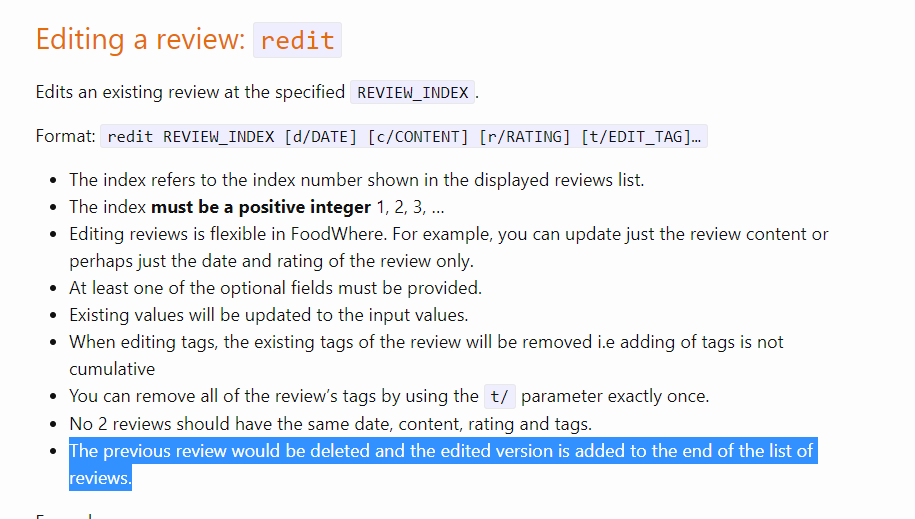 Editing a review: redit
Edits an existing review at the specified REVIEW_INDEX.
Format: redit REVIEW_INDEX [d/DATE] [c/CONTENT] [r/RATING] [t/EDIT_TAG]…
• The index refers to the index number shown in the displayed reviews list.
• The index must be a positive integer 1, 2, 3, …
• Editing reviews is flexible in FoodWhere. For example, you can update just the review content or
perhaps just the date and rating of the review only.
• At least one of the optional fields must be provided.
• Existing values will be updated to the input values.
• When editing tags, the existing tags of the review will be removed i.e adding of tags is not
cumulative
• You can remove all of the review’s tags by using the t/ parameter exactly once.
• No 2 reviews should have the same date, content, rating and tags.
• The previous review would be deleted and the edited version is added to the end of the list of
reviews.